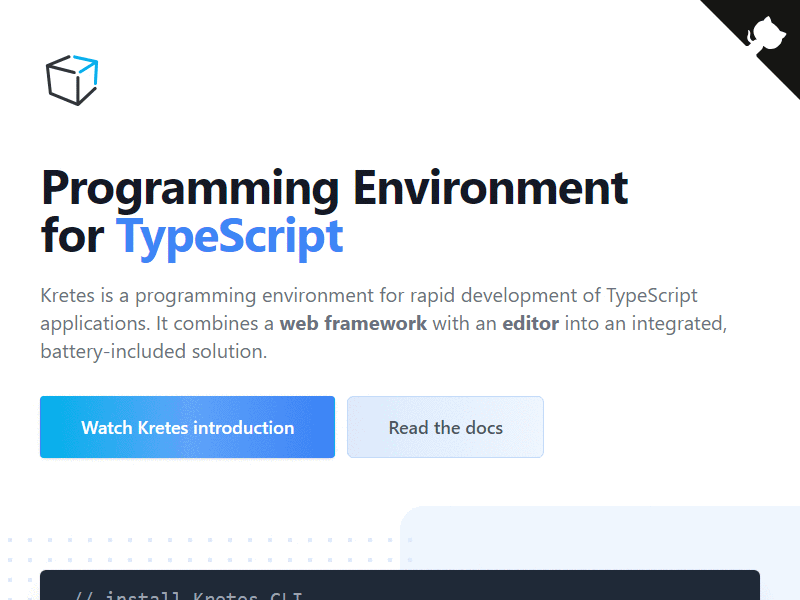 Programming Environment
for TypeScript
Kretes is a programming environment for rapid development of TypeScript
applications. It combines a web framework with an editor into an integrated,
battery-included solution.
Watch Kretes introduction
Read the docs
// install Kretes CLI